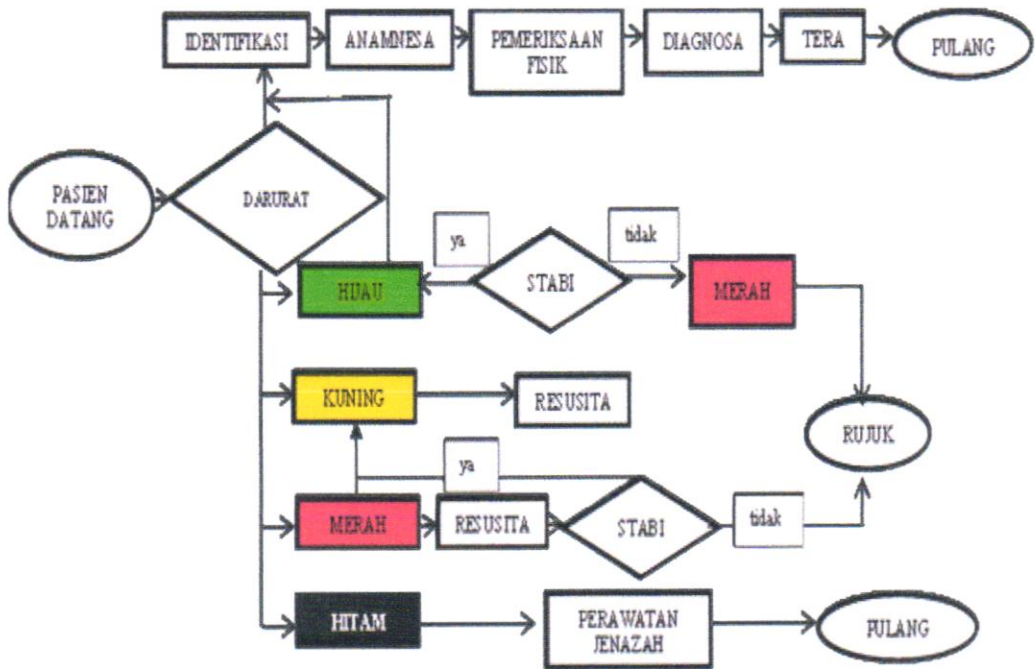 IDENTIFIKASI
ANAMNESA
PEMERIKSAAN
FISIK
DIAGNOSA
TERA
PULANG
PASIEN
DATANG
DARURAT
ya
tidak
HIJAU
STABI
MERAH
KUNING
RESUSITA
RUJUK
ya
MERAH
RESUSITA
STABI
tidak
HITAM
PERAWATAN
JENAZAH
PULANG